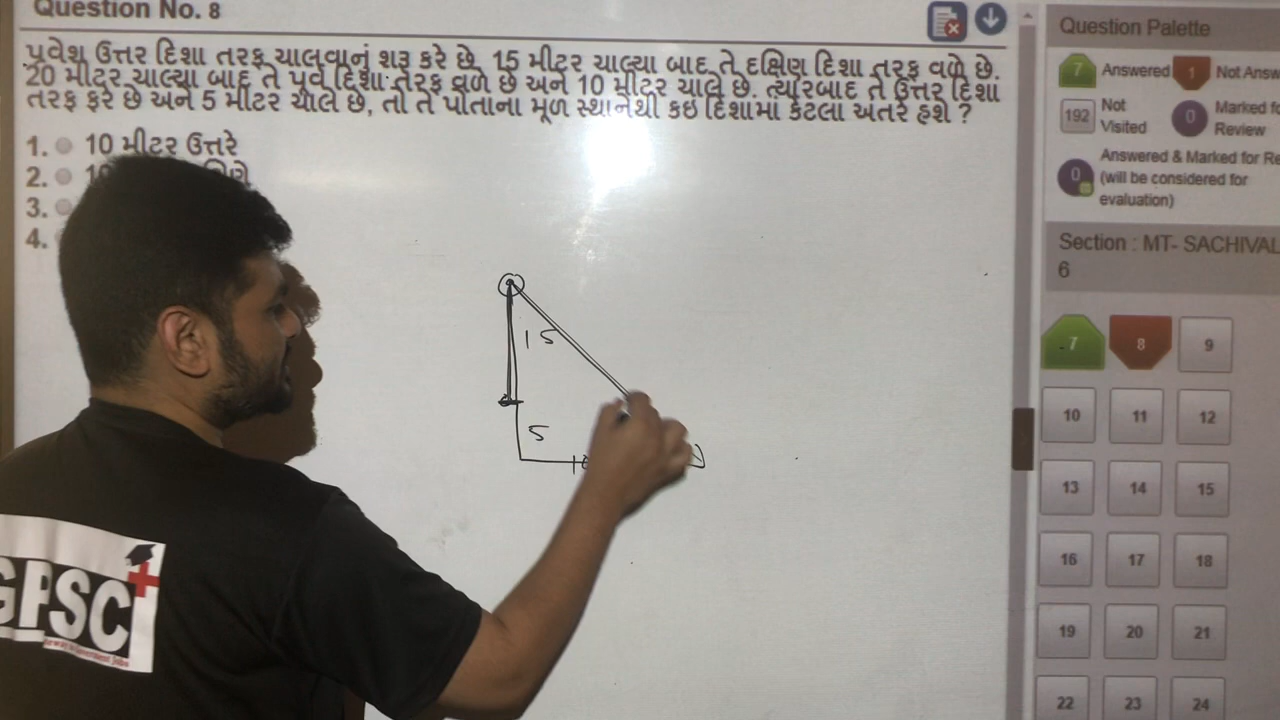 Question No. 8
પ્રવેશ ઉત્તર દિશા તરફ ચાલવાનું શરૂ કરે છે. 15 મીટર ચાલ્યા બાદ તે દક્ષિણ દિશા તરફ વળે છે.
20 મીટર ચાલ્યા બાદ તે પૂર્વ દિશા તરફ વળે છે અને 10 મીટર ચાલે છે. ત્યારબાદ તે ઉત્તર દિશા
તરફ ફરે છે અને 5 મીટર ચાલે છે, તો તે પોતાના મૂળ સ્થાનેથી કઇ દિશામાં કેટલા અંતરે હશે ?
1. 10 મીટર ઉત્તરે
2. 10
3.
4.
15
5
Question Palette
7 Answered
1 Not Answ
192 Not
Visited
0 Marked for
Review
0 Answered & Marked for Re
(will be considered for
evaluation)
Section : MT- SACHIVAL
6
7 8 9
10 11 12
13 14 15
16 17 18
19 20 21
22 23 24
GPSC